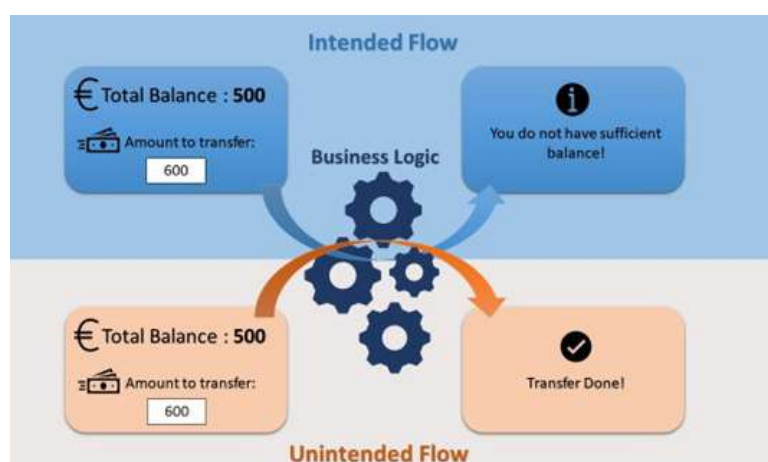 Intended Flow
€ Total Balance : 500
Amount to transfer:
600
Business Logic
You do not have sufficient
balance!
€ Total Balance : 500
Amount to transfer:
600
Transfer Done!
Unintended Flow